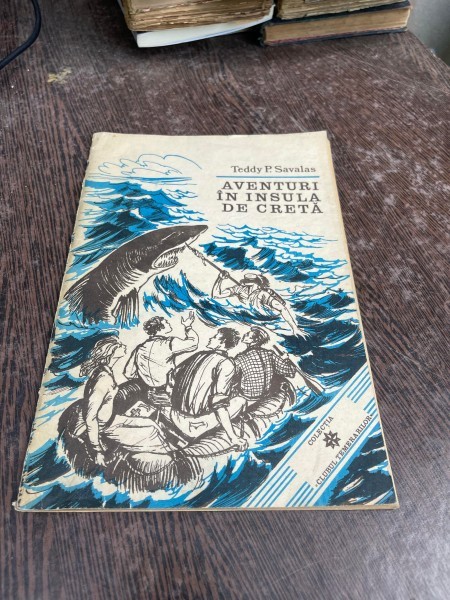 Teddy P. Savalas
AVENTURI
ÎN INSULA
DE CRETĂ
COLECȚIA
„CLUBUL TEMERARILOR”